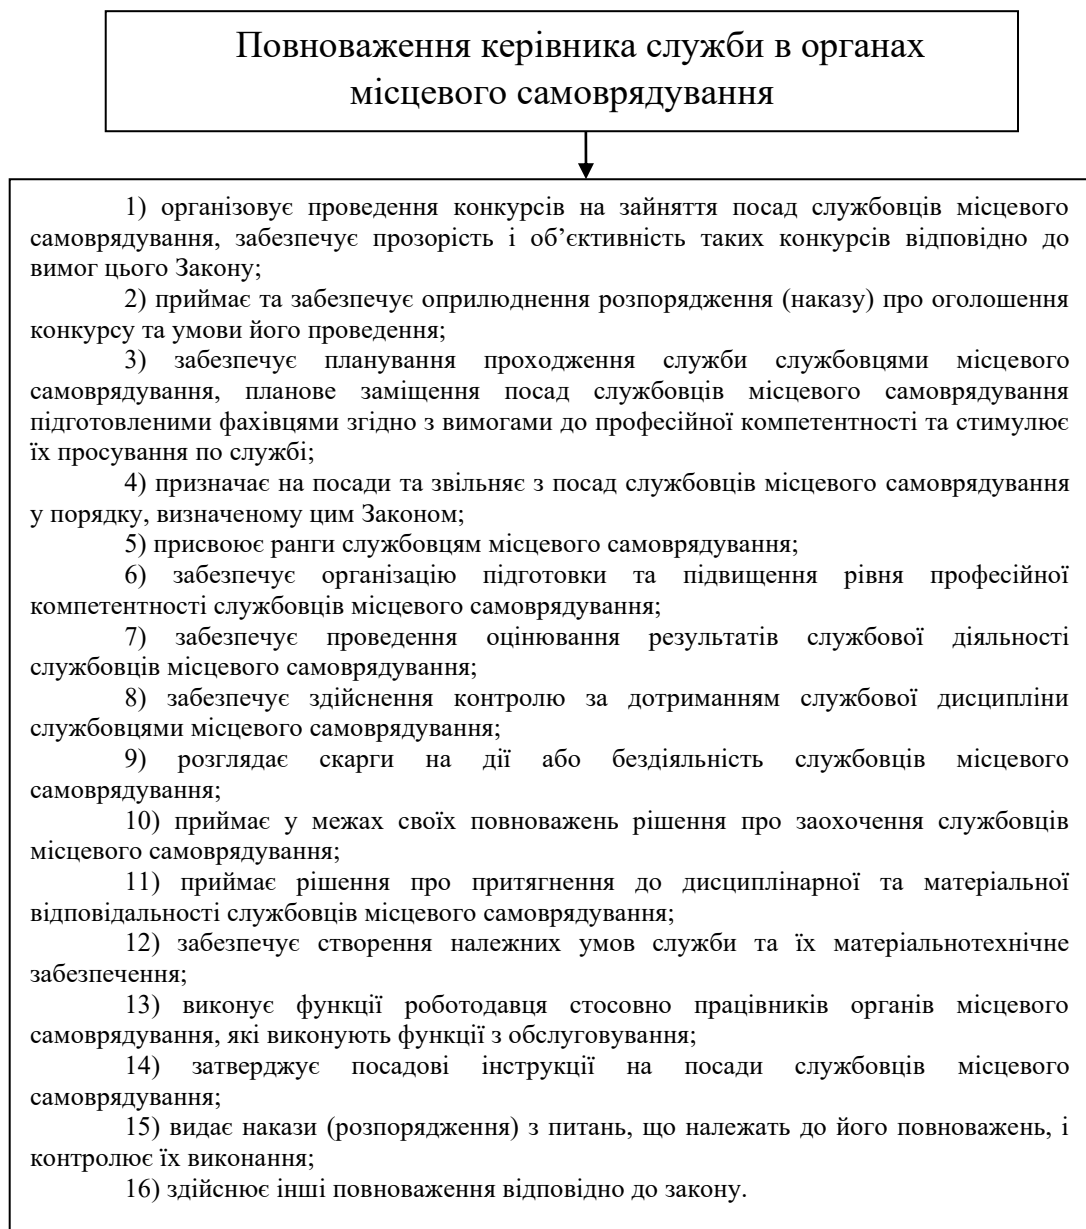 Повноваження керівника служби в органах
місцевого самоврядування
1) організовує проведення конкурсів на зайняття посад службовців місцевого
самоврядування, забезпечує прозорість і об’єктивність таких конкурсів відповідно до
вимог цього Закону;
2) приймає та забезпечує оприлюднення розпорядження (наказу) про оголошення
конкурсу та умови його проведення;
3) забезпечує планування проходження служби службовцями місцевого
самоврядування, планове заміщення посад службовців місцевого самоврядування
підготовленими фахівцями згідно з вимогами до професійної компетентності та стимулює
їх просування по службі;
4) призначає на посади та звільняє з посад службовців місцевого самоврядування
у порядку, визначеному цим Законом;
5) присвоює ранги службовцям місцевого самоврядування;
6) забезпечує організацію підготовки та підвищення рівня професійної
компетентності службовців місцевого самоврядування;
7) забезпечує проведення оцінювання результатів службової діяльності
службовців місцевого самоврядування;
8) забезпечує здійснення контролю за дотриманням службової дисципліни
службовцями місцевого самоврядування;
9) розглядає скарги на дії або бездіяльність службовців місцевого
самоврядування;
10) приймає у межах своїх повноважень рішення про заохочення службовців
місцевого самоврядування;
11) приймає рішення про притягнення до дисциплінарної та матеріальної
відповідальності службовців місцевого самоврядування;
12) забезпечує створення належних умов служби та їх матеріальнотехнічне
забезпечення;
13) виконує функції роботодавця стосовно працівників органів місцевого
самоврядування, які виконують функції з обслуговування;
14) затверджує посадові інструкції на посади службовців місцевого
самоврядування;
15) видає накази (розпорядження) з питань, що належать до його повноважень, і
контролює їх виконання;
16) здійснює інші повноваження відповідно до закону.